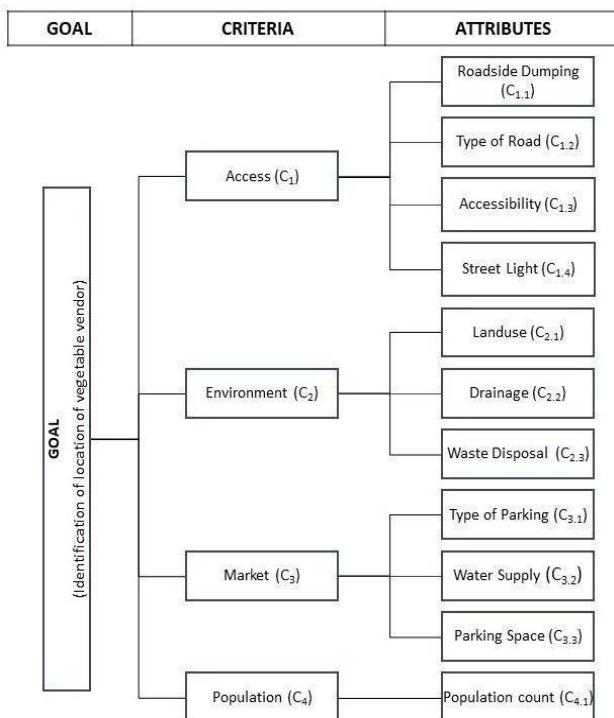 GOAL CRITERIA ATTRIBUTES
Roadside Dumping
(C1.1)
Type of Road (C1.2)
Access (C1)
Accessibility (C1.3)
Street Light (C1.4)
GOAL
(Identification of location of vegetable vendor)
Landuse (C2.1)
Environment (C2)
Drainage (C2.2)
Waste Disposal (C2.3)
Type of Parking (C3.1)
Market (C3)
Water Supply (C3.2)
Parking Space (C3.3)
Population (C4)
Population count (C4.1)